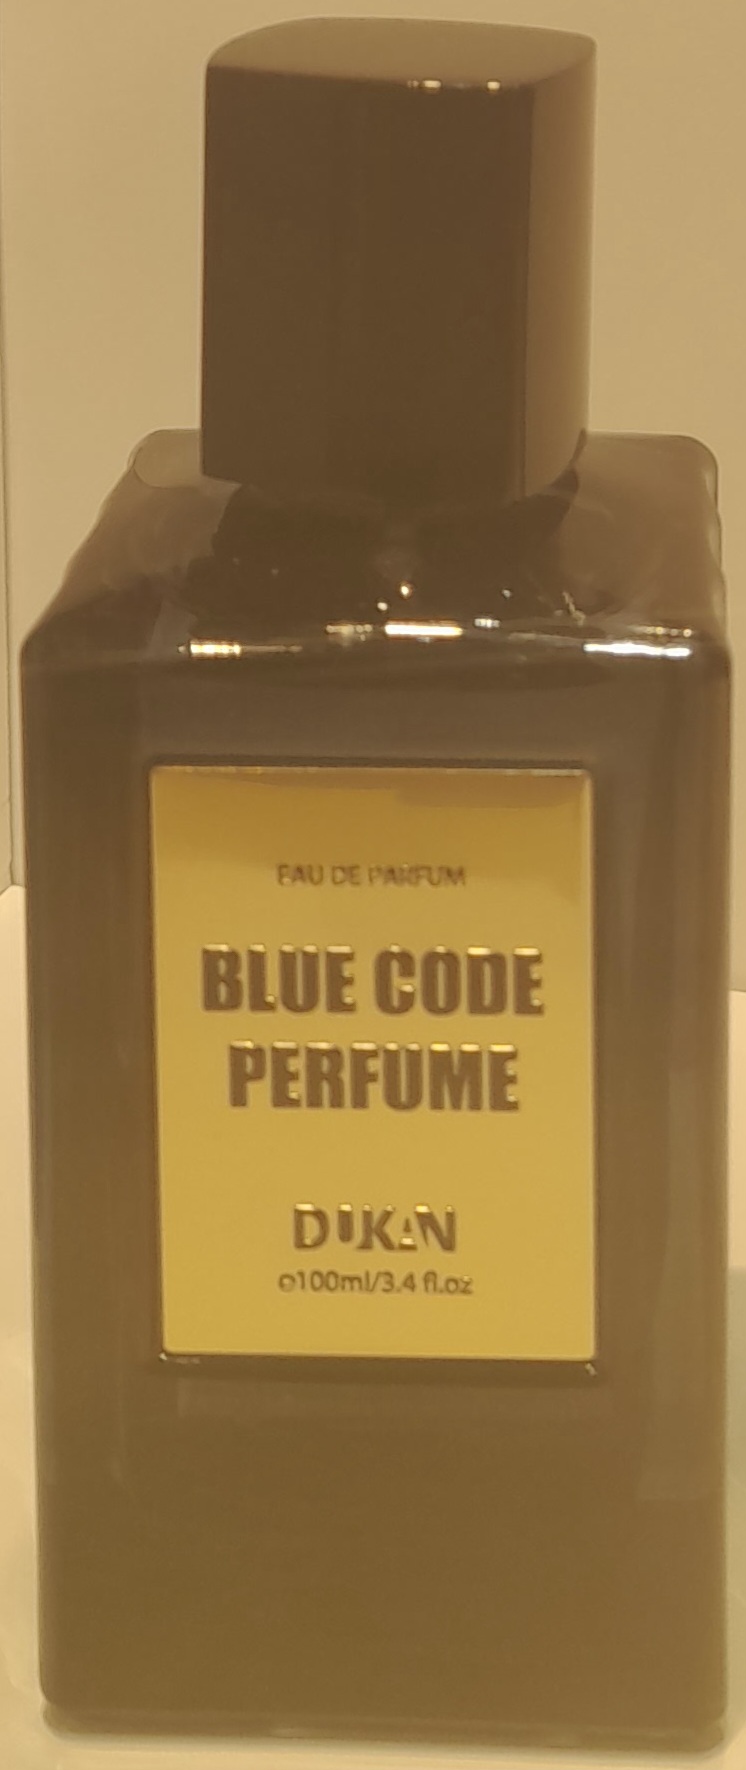 EAU DE PARFUM
BLUE CODE
PERFUME
DUKAN
e100ml/3.4 fl.oz